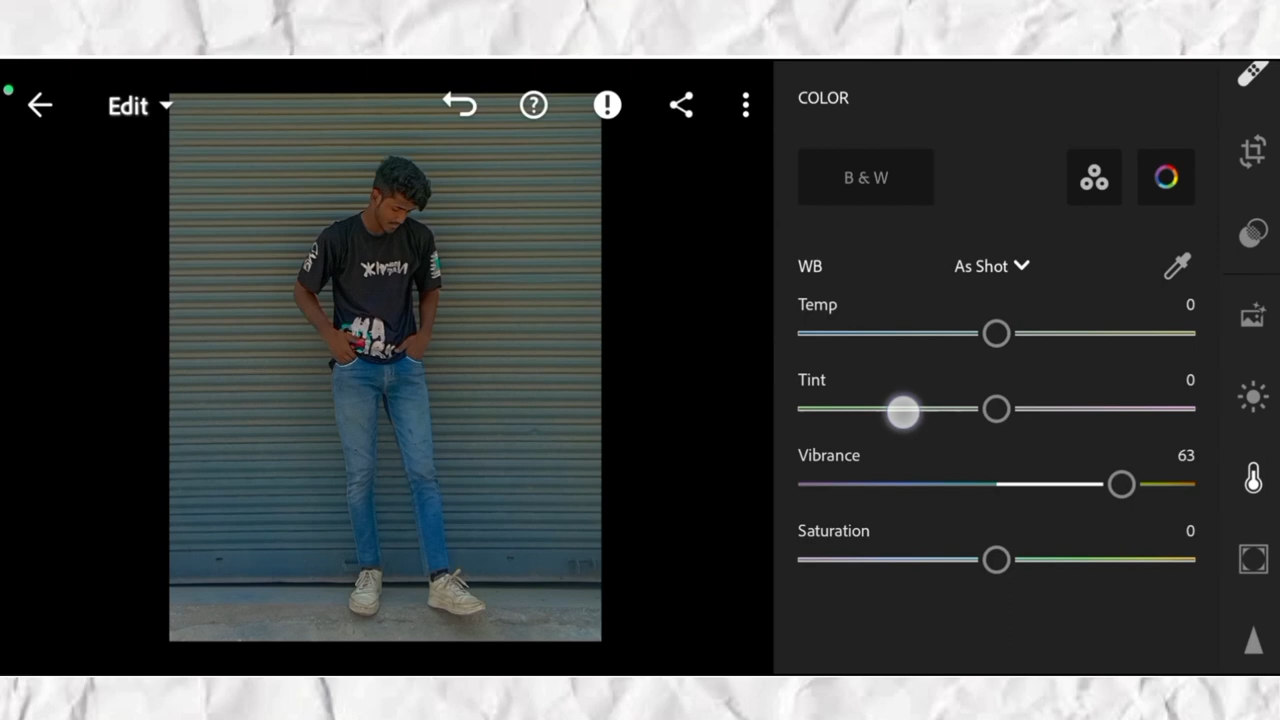 Edit
COLOR
B & W
WB As Shot
Temp 0
Tint 0
Vibrance 63
Saturation 0